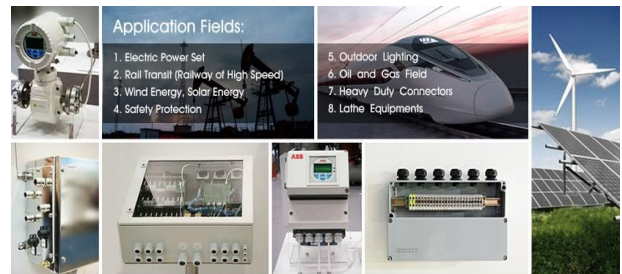 Application Fields:
1. Electric Power Set
2. Rail Transit (Railway of High Speed)
3. Wind Energy, Solar Energy
4. Safety Protection
5. Outdoor Lighting
6. Oil and Gas Field
7. Heavy Duty Connectors
8. Lathe Equipments
ABB